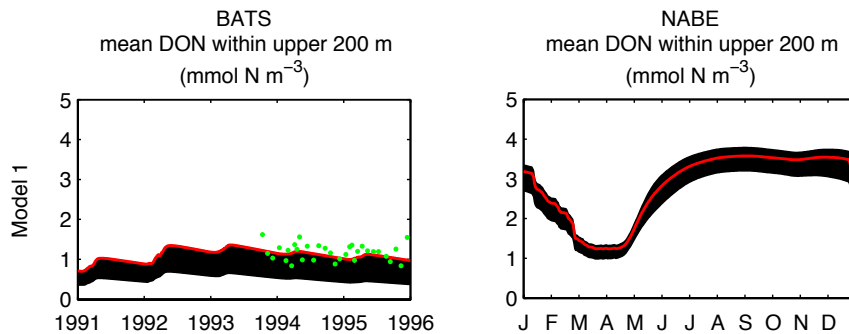 BATS
mean DON within upper 200 m
(mmol N m−3)
5
4
3
2
1
0
Model 1
1991 1992 1993 1994 1995 1996
NABE
mean DON within upper 200 m
(mmol N m−3)
5
4
3
2
1
0
J F M A M J J A S O N D